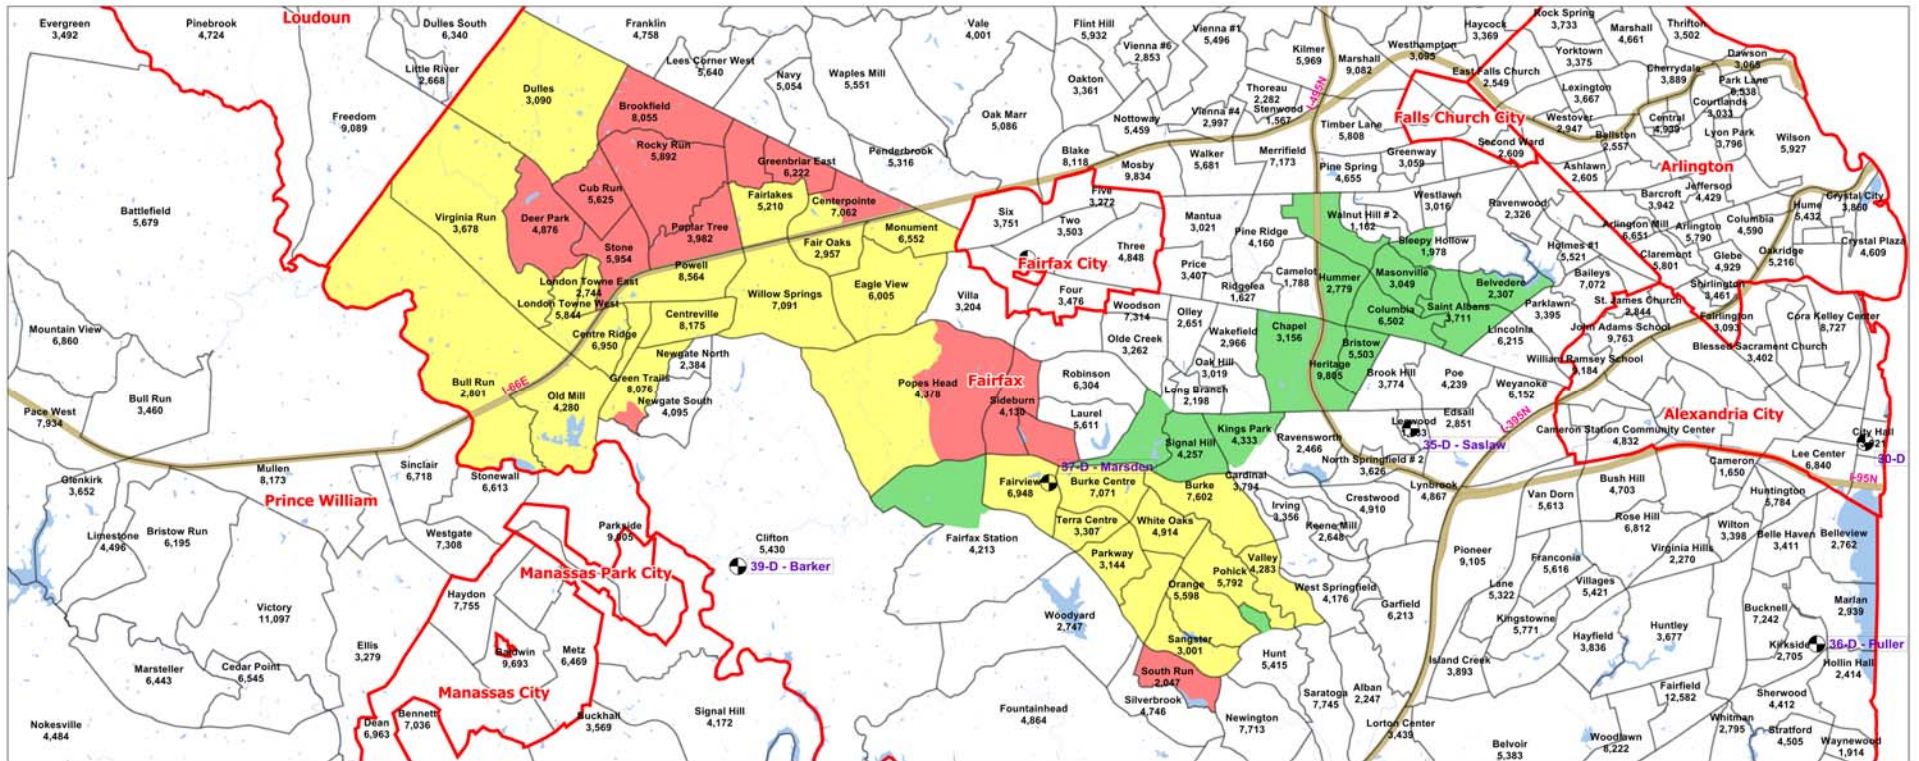 Evergreen
3,492
Pinebrook
4,724
Loudoun
Dulles South
6,340
Franklin
4,758
Vale
4,001
Flint Hill
5,932
Vienna #1
5,496
Vienna #6
2,853
Haycock
3,369
Rock Spring
3,733
Marshall
4,661
Thrifton
3,502
Little River
2,668
Lees Corner West
5,640
Navy
5,054
Waples Mill
5,551
Oakton
3,361
Kilmer
5,969
Marshall
9,082
Westhampton
3,095
Yorktown
3,375
Dawson
3,065
East Falls Church
2,549
Cherrydale
3,889
Park Lane
6,538
Dulles
3,090
Brookfield
8,055
Freedom
9,089
Oak Marr
5,086
Thoreau
2,282
Stenwood
1,567
I-495N
Lexington
3,667
Courtlands
3,033
Nottoway
5,459
Vienna #4
2,997
Timber Lane
5,808
Falls Church City
Westover
2,947
Central
4,939
Ballston
2,557
Lyon Park
3,796
Wilson
5,927
Rocky Run
5,892
Greenbriar East
6,222
Penderbrook
5,316
Blake
8,118
Mosby
9,834
Walker
5,681
Merrifield
7,173
Greenway
3,059
Second Ward
2,609
Pine Spring
4,655
Ashlawn
2,605
Arlington
Cub Run
5,625
Fairlakes
5,210
Centerpointe
7,062
Five
3,272
Westlawn
3,016
Ravenwood
2,326
Barcroft
3,942
Jefferson
4,429
Crystal City
3,860
Hume
5,432
Battlefield
5,679
Virginia Run
3,678
Deer Park
4,876
Poplar Tree
3,982
Monument
6,552
Six
3,751
Two
3,503
Mantua
3,021
Walnut Hill # 2
1,162
Pine Ridge
4,160
Arlington Mill
6,651
Arlington
5,790
Columbia
4,590
Stone
5,954
Fair Oaks
2,957
Three
4,848
Sleepy Hollow
1,978
Holmes #1
5,521
Claremont
5,801
Glebe
4,929
Oakridge
5,216
Crystal Plaza
4,609
Powell
8,564
Fairfax City
Price
3,407
Camelot
1,788
Hummer
2,779
Masonville
3,049
Baileys
7,072
Belvedere
2,307
Shirlington
3,461
London Towne East
2,744
Eagle View
6,005
Villa
3,204
Four
3,476
Ridgelea
1,627
Willow Springs
7,091
London Towne West
5,844
Woodson
7,314
Columbia
6,502
Saint Albans
3,711
Parklawn
3,395
St. James Church
2,844
Centreville
8,175
Olley
2,651
Fairlington
3,093
Cora Kelley Center
8,727
Mountain View
6,860
Centre Ridge
6,950
Olde Creek
3,262
Wakefield
2,966
Chapel
3,156
Lincolnia
6,215
John Adams School
9,763
Bristow
5,503
Blessed Sacrament Church
3,402
Newgate North
2,384
Oak Hill
3,019
Heritage
9,805
Brook Hill
3,774
Poe
4,239
William Ramsey School
9,184
Bull Run
2,801
I-66E
Green Trails
8,076
Popes Head
4,378
Fairfax
Robinson
6,304
Long Branch
2,198
Weyanoke
6,152
Bull Run
3,460
Old Mill
4,280
Newgate South
4,095
Sideburn
4,130
Laurel
5,611
Edsall
2,851
I-395N
Alexandria City
Pace West
7,934
Kings Park
4,333
Leewood
35-D - Saslaw
Cameron Station Community Center
4,832
City Hall
Signal Hill
4,257
Ravensworth
2,466
30-D
Lee Center
6,840
Mullen
8,173
Sinclair
6,718
Stonewall
6,613
37-D - Marsden
North Springfield # 2
3,626
Cameron
1,650
Glenkirk
3,652
Fairview
6,948
Burke Centre
7,071
Burke
7,602
Cardinal
3,794
Lynbrook
4,867
Bush Hill
4,703
I-95N
Huntington
5,784
Prince William
Irving
3,356
Crestwood
4,910
Van Dorn
5,613
Limestone
4,496
Bristow Run
6,195
Westgate
7,308
Parkside
9,005
Clifton
5,430
39-D - Barker
Fairfax Station
4,213
Terra Centre
3,307
White Oaks
4,914
Keene Mill
2,648
Rose Hill
6,812
Wilton
3,398
Belle Haven
3,411
Belleview
2,762
Manassas Park City
Parkway
3,144
Valley
4,283
Pioneer
9,105
Franconia
5,616
Virginia Hills
2,270
Pohick
5,792
Orange
5,598
Lane
5,322
Villages
5,421
Haydon
7,755
West Springfield
4,176
Victory
11,097
Woodyard
2,747
Garfield
6,213
Kingstowne
5,771
Bucknell
7,242
Marlan
2,939
Huntley
3,677
Ellis
3,279
Baldwin
9,693
Metz
6,469
Sangster
3,001
Hayfield
3,836
Kirkside
2,705
36-D - Fuller
Hunt
5,415
Island Creek
3,893
Hollin Hall
2,414
Marsteller
6,443
Cedar Point
6,545
Manassas City
South Run
2,047
Saratoga
7,745
Alban
2,247
Fairfield
12,582
Sherwood
4,412
Silverbrook
4,746
Nokesville
4,484
Dean
6,963
Bennett
7,036
Buckhall
3,569
Signal Hill
4,172
Fountainhead
4,864
Newington
7,713
Lorton Center
3,439
Whitman
2,795
Stratford
4,505
Belvoir
5,383
Woodlawn
8,222
Waynewood
1,914